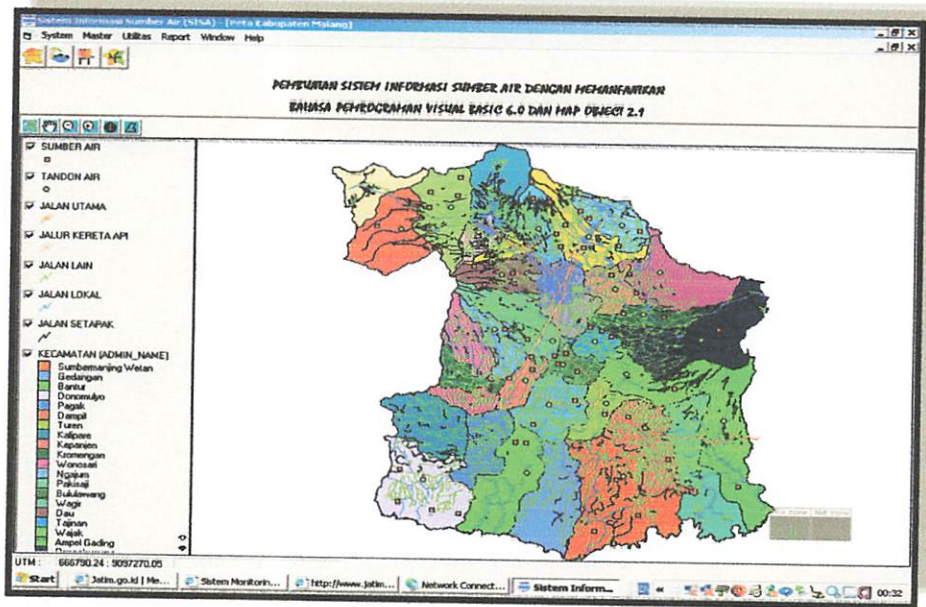 Sistem Informasi Sumber Air (SISA) - [Peta Kabupaten Malang]
System Master Utilitas Report Window Help
PEMBUATAN SISTEM INFORMASI SUMBER AIR DENGAN MEMANFAATKAN
BAHASA PEMROGRAMAN VISUAL BASIC 6.0 DAN MAP OBJECT 2.1
SUMBER AIR
TANDON AIR
JALAN UTAMA
JALUR KERETA API
JALAN LAIN
JALAN LOKAL
JALAN SETAPAK
KECAMATAN (ADMIN_NAME)
Sumbermanjing Wetan
Gedangan
Bantur
Donomulyo
Pagak
Dampit
Turen
Kalipare
Kepanjen
Kromengan
Wonosari
Ngajum
Pakisaji
Bululawang
Wagir
Dau
Tajinan
Wajak
Ampel Gading
UTM : 666790.24 : 9097270.05
Start Jatim.go.id | Me... Sistem Monitorin... http://www.jatim... Network Connect... Sistem Inform... « 00:32